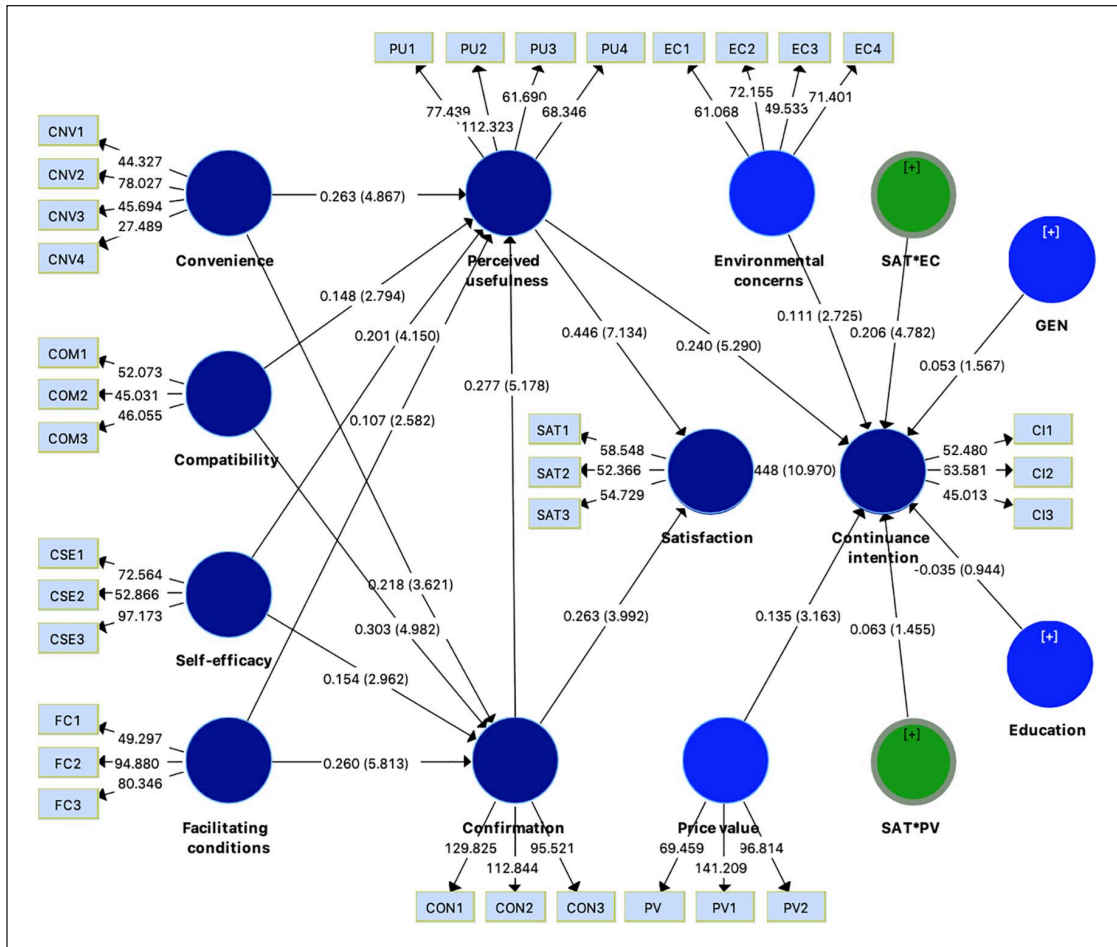 PU1
PU2
PU3
PU4
EC1
EC2
EC3
EC4
77.439
112.323
61.690
68.346
61.068
72.155
49.533
71.401
CNV1
CNV2
CNV3
CNV4
44.327
78.027
45.694
27.489
0.263 (4.867)
[+]
[+]
Convenience
Perceived
usefulness
Environmental
concerns
SAT*EC
GEN
0.148 (2.794)
0.201 (4.150)
0.446 (7.134)
0.240 (5.290)
0.111 (2.725)
0.206 (4.782)
0.053 (1.567)
COM1
COM2
COM3
52.073
45.031
46.055
0.277 (5.178)
0.107 (2.582)
Compatibility
SAT1
SAT2
SAT3
58.548
52.366
54.729
448 (10.970)
52.480
63.581
45.013
CI1
CI2
CI3
Satisfaction
Continuance
intention
CSE1
CSE2
CSE3
72.564
52.866
97.173
0.218 (3.621)
0.303 (4.982)
0.154 (2.962)
0.263 (3.992)
0.135 (3.163)
0.063 (1.455)
-0.035 (0.944)
Self-efficacy
[+]
Education
FC1
FC2
FC3
49.297
94.880
80.346
0.260 (5.813)
[+]
Facilitating
conditions
Confirmation
Price value
SAT*PV
129.825
112.844
95.521
69.459
141.209
96.814
CON1
CON2
CON3
PV
PV1
PV2